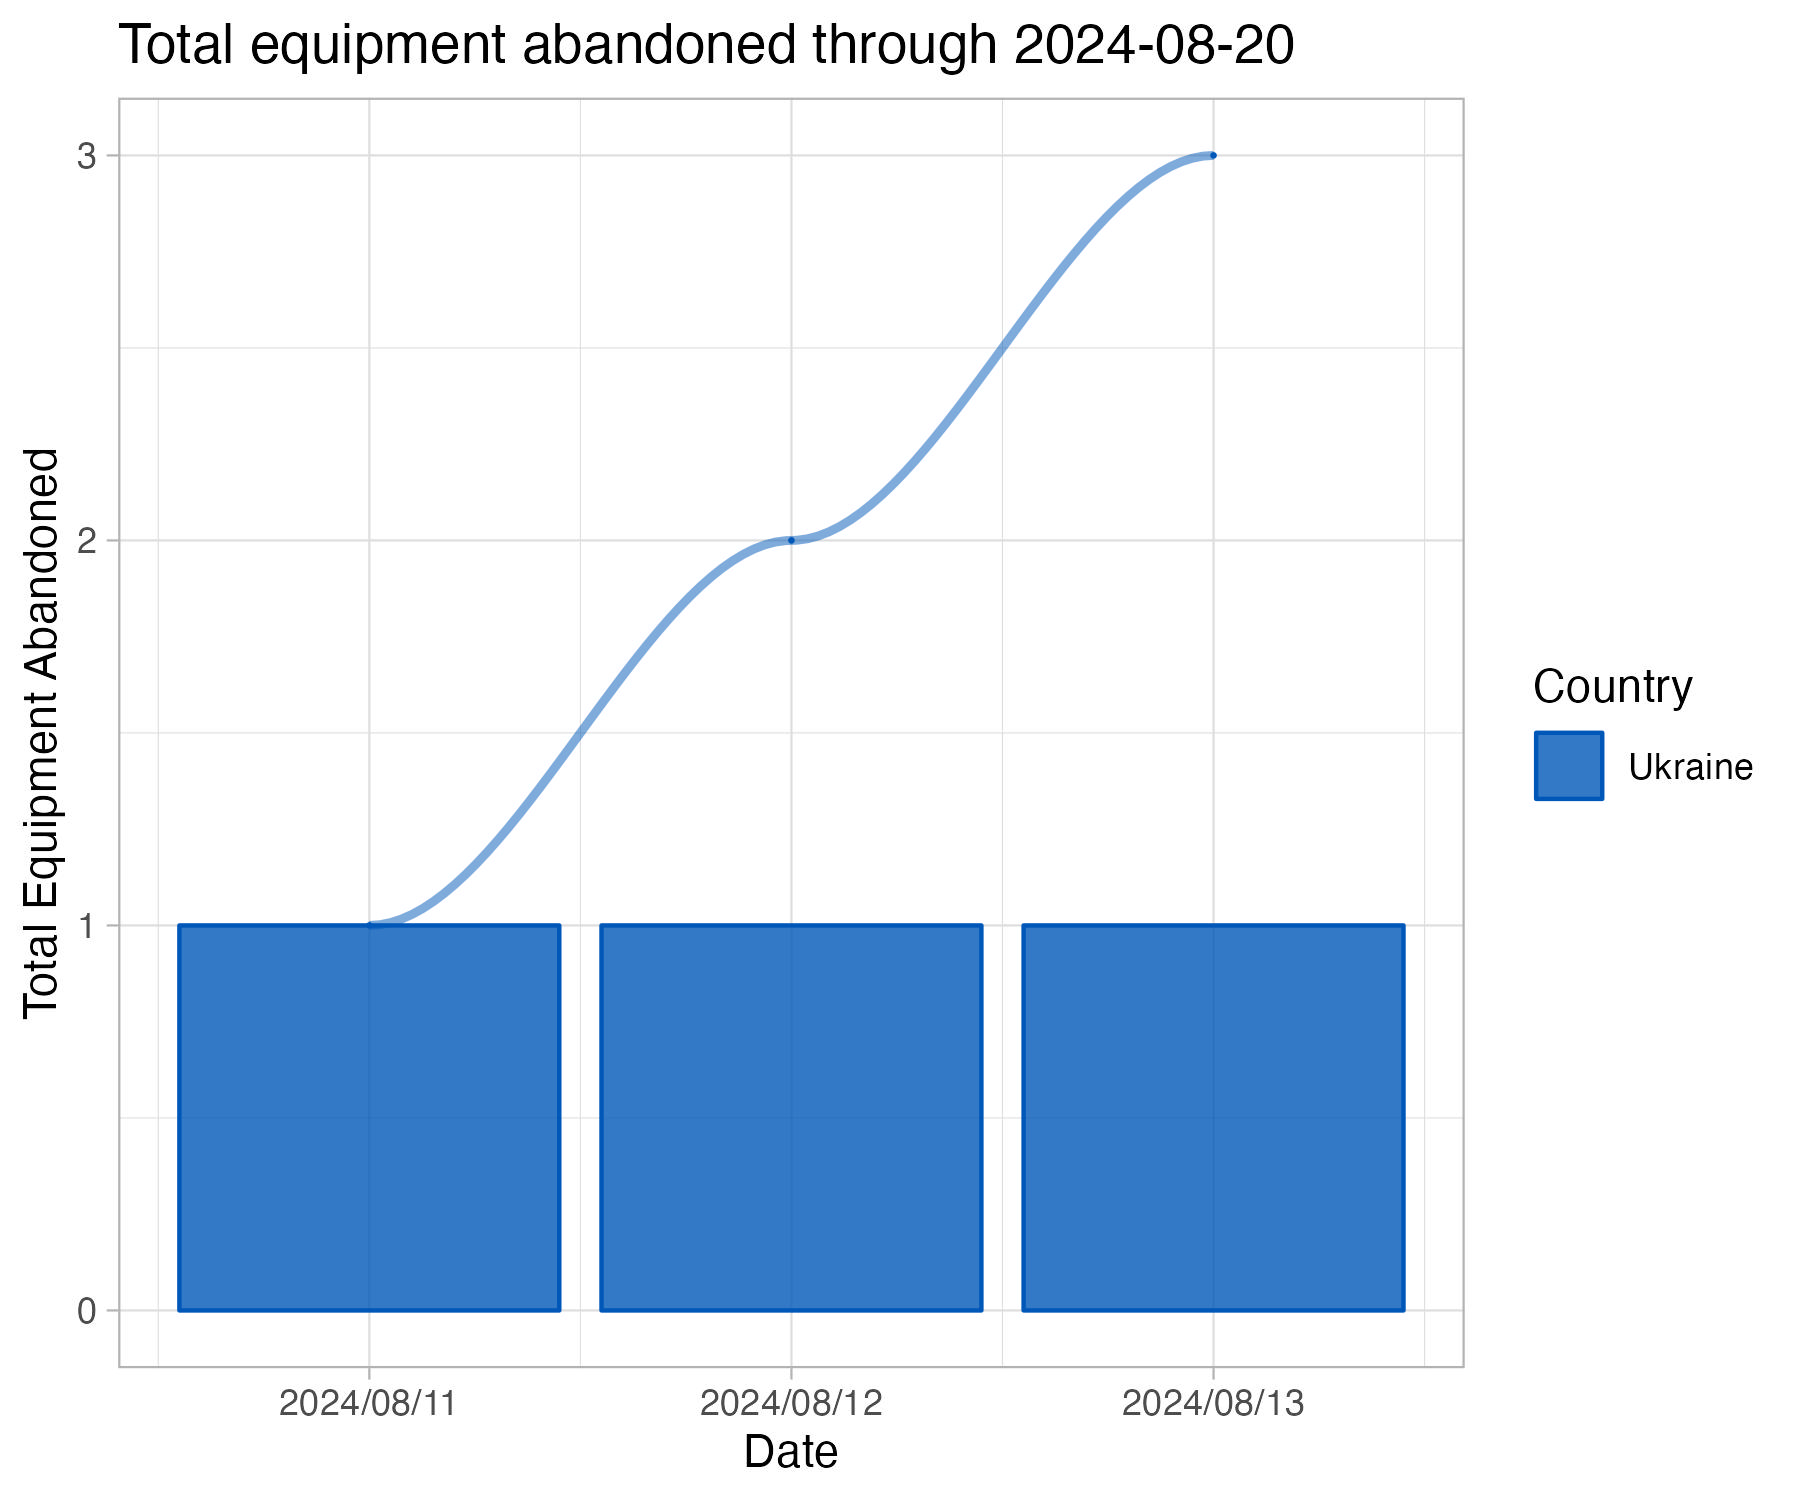 Total equipment abandoned through 2024-08-20
Total Equipment Abandoned
3
2
1
0
2024/08/11
2024/08/12
2024/08/13
Date
Country
Ukraine